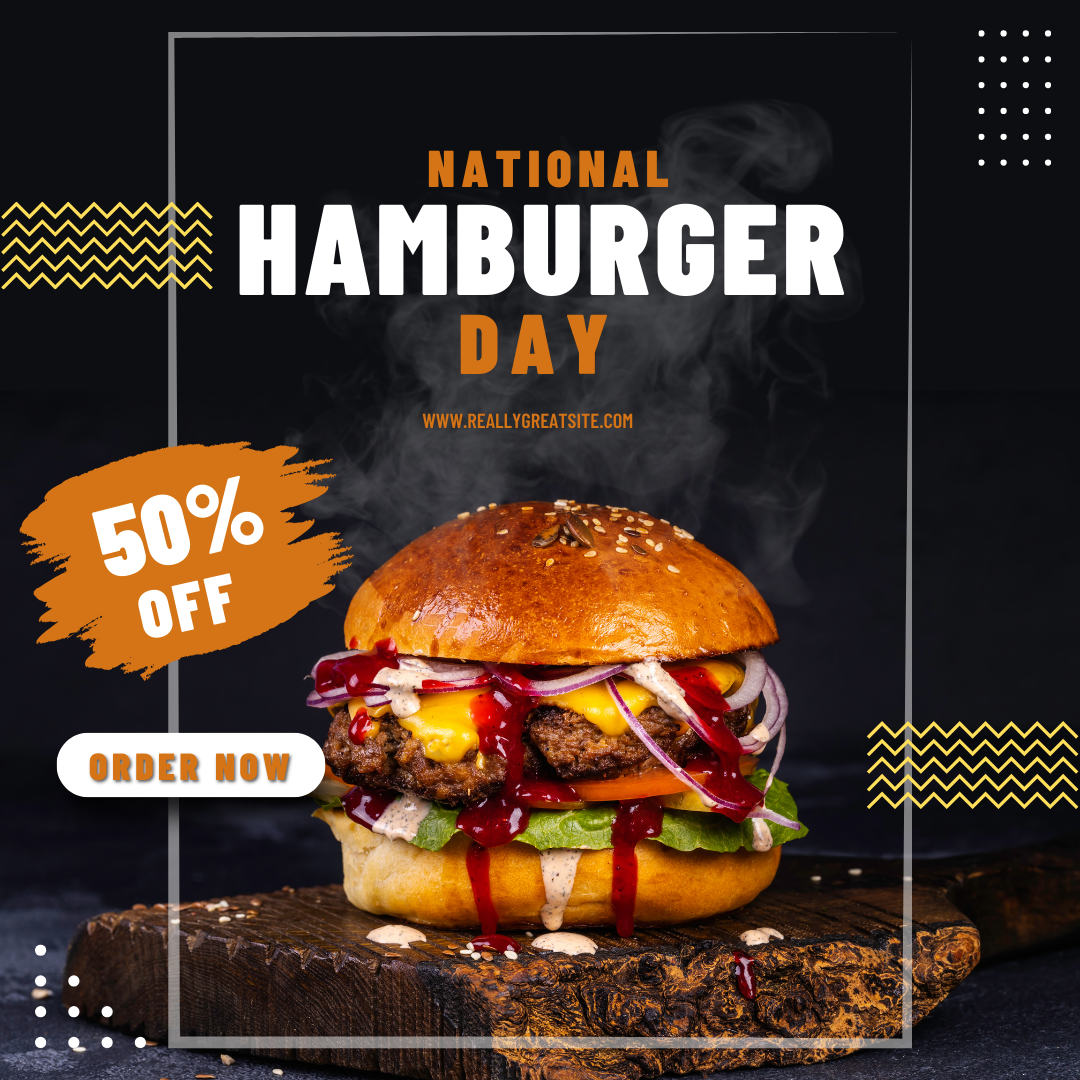 NATIONAL
HAMBURGER
DAY
WWW.REALLYGREATSITE.COM
50%
OFF
ORDER NOW